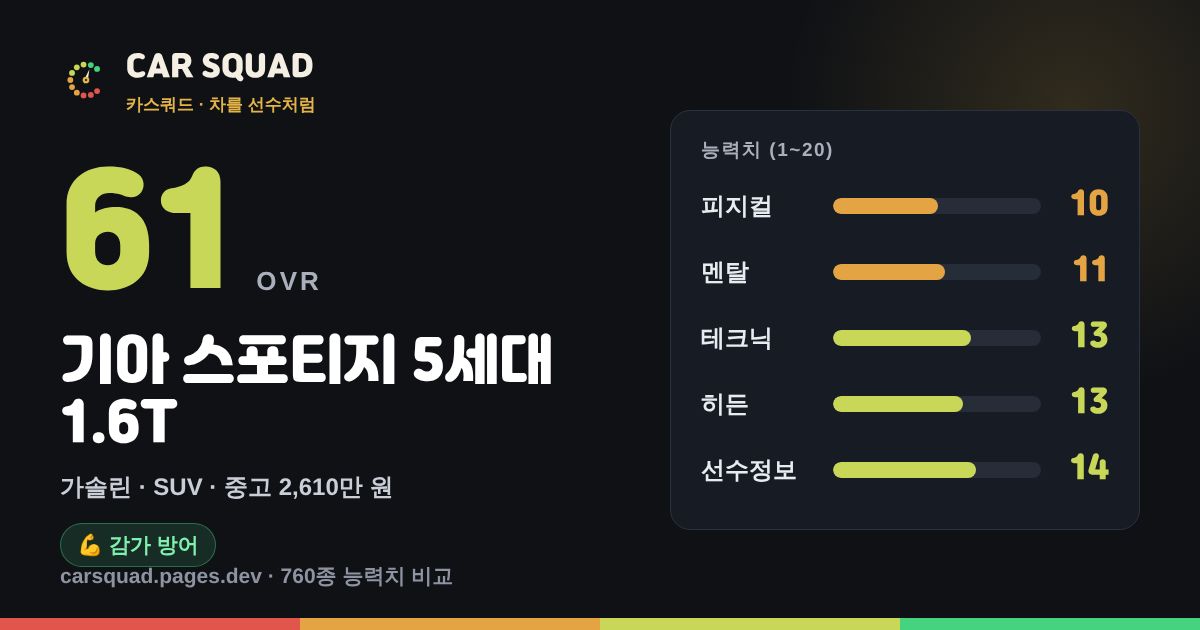 CAR SQUAD
카스쿼드 · 차를 선수처럼
61 OVR
기아 스포티지 5세대
1.6T
가솔린 · SUV · 중고 2,610만 원
💪 감가 방어
carsquad.pages.dev · 760종 능력치 비교
능력치 (1~20)
피지컬 10
멘탈 11
테크닉 13
히든 13
선수정보 14